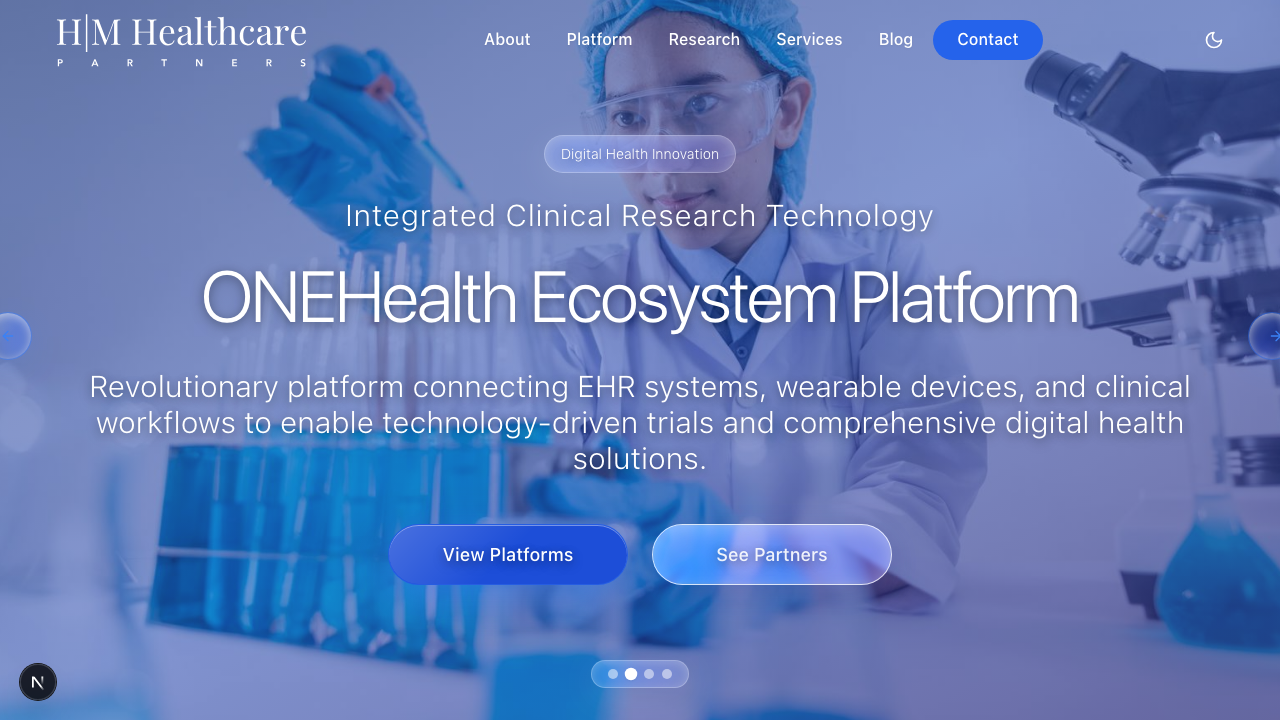 H|M Healthcare
PARTNERS
About
Platform
Research
Services
Blog
Contact
Digital Health Innovation
Integrated Clinical Research Technology
ONEHealth Ecosystem Platform
Revolutionary platform connecting EHR systems, wearable devices, and clinical
workflows to enable technology-driven trials and comprehensive digital health
solutions.
View Platforms
See Partners
N